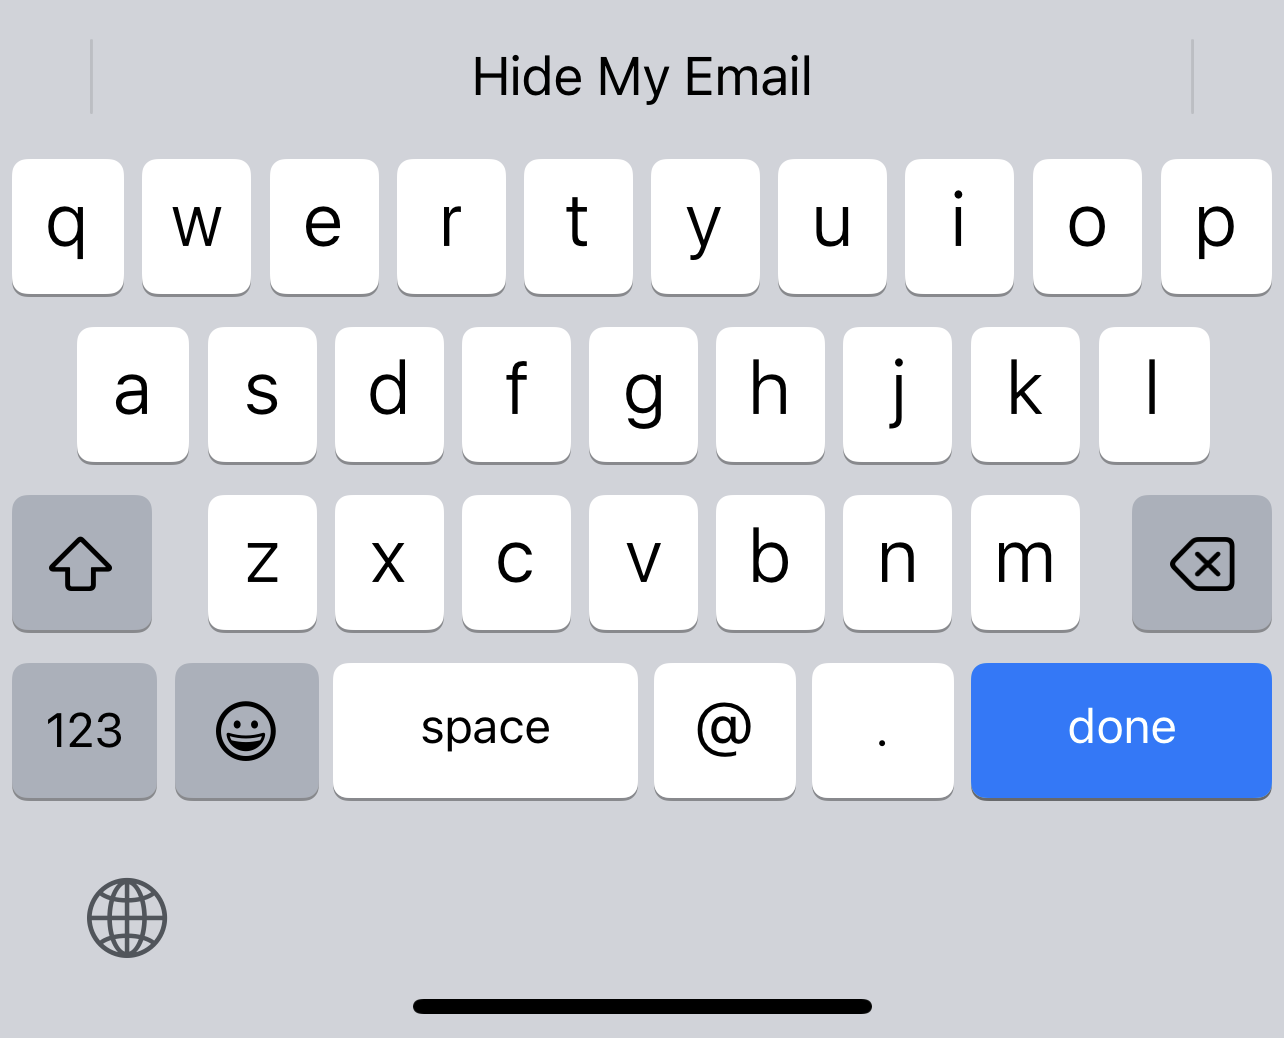 Hide My Email
q w e r t y u i o p
a s d f g h j k l
z x c v b n m
123 space @ . done